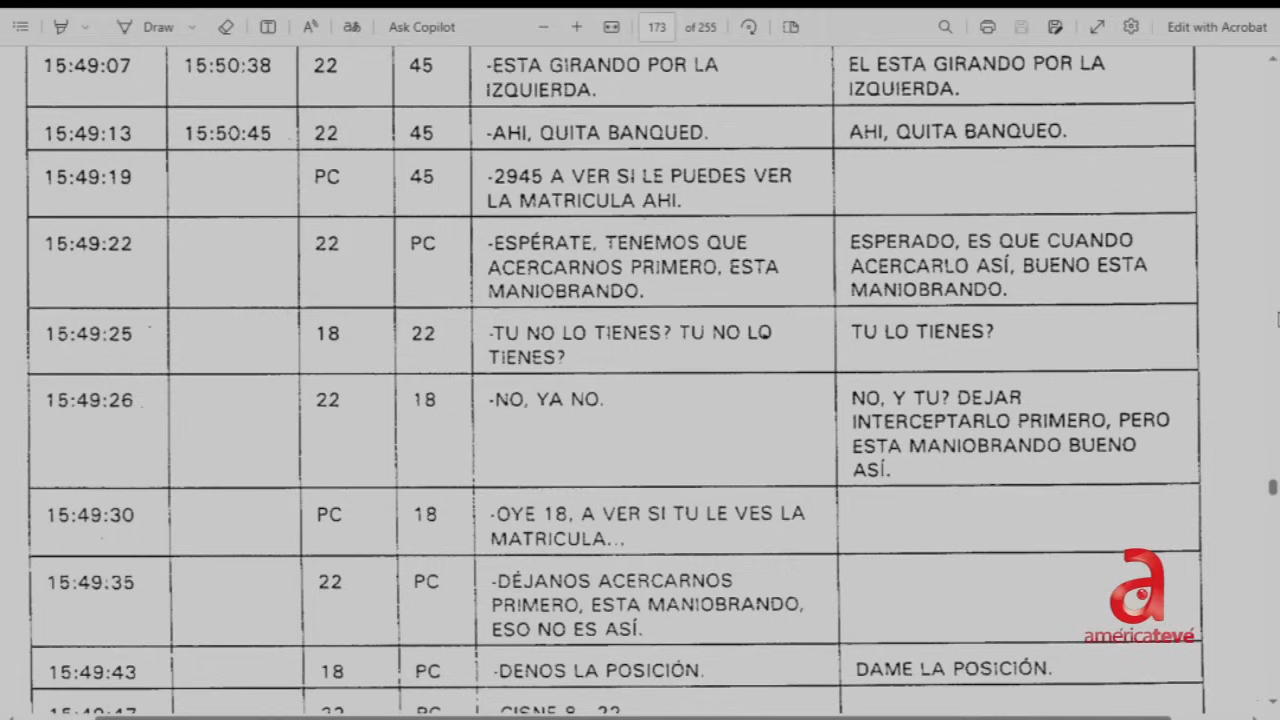 Draw
Ask Copilot
173 of 255
Edit with Acrobat
15:49:07 15:50:38 22 45 -ESTA GIRANDO POR LA EL ESTA GIRANDO POR LA
IZQUIERDA. IZQUIERDA.
15:49:13 15:50:45 22 45 -AHI, QUITA BANQUED. AHI, QUITA BANQUEO.
15:49:19 PC 45 -2945 A VER SI LE PUEDES VER
LA MATRICULA AHI.
15:49:22 22 PC -ESPÉRATE, TENEMOS QUE ESPERADO, ES QUE CUANDO
ACERCARNOS PRIMERO, ESTA ACERCARLO ASÍ, BUENO ESTA
MANIOBRANDO. MANIOBRANDO.
15:49:25 18 22 -TU NO LO TIENES? TU NO LO TU LO TIENES?
TIENES?
15:49:26 22 18 -NO, YA NO. NO, Y TU? DEJAR
INTERCEPTARLO PRIMERO, PERO
ESTA MANIOBRANDO BUENO
ASÍ.
15:49:30 PC 18 -OYE 18, A VER SI TU LE VES LA
MATRICULA...
15:49:35 22 PC -DÉJANOS ACERCARNOS
PRIMERO, ESTA MANIOBRANDO,
ESO NO ES ASÍ.
15:49:43 18 PC -DENOS LA POSICIÓN. DAME LA POSICIÓN.
américatevé